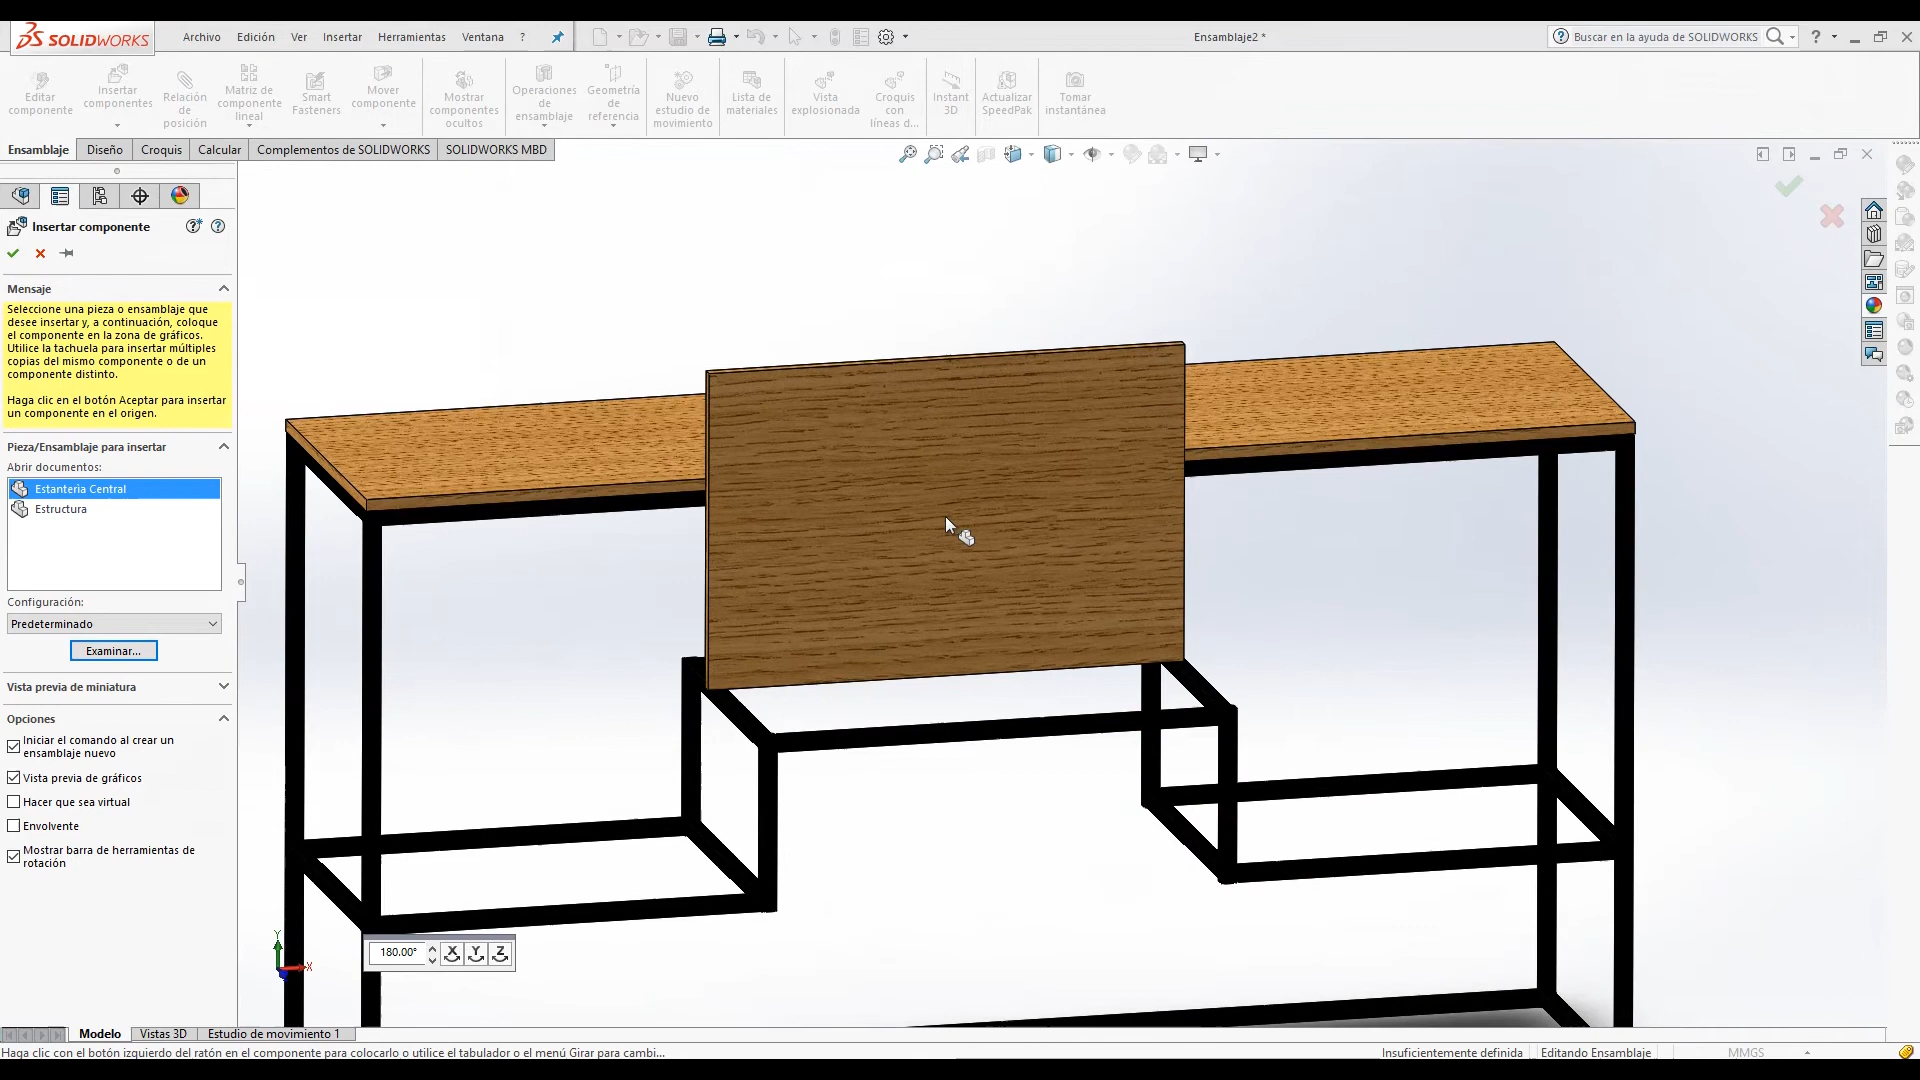 SOLIDWORKS
Archivo Edición Ver Insertar Herramientas Ventana ?
Ensamblaje2 *
Buscar en la ayuda de SOLIDWORKS
?
Editar componente
Insertar componentes
Relación de posición
Matriz de componente lineal
Smart Fasteners
Mover componente
Mostrar componentes ocultos
Operaciones de ensamblaje
Geometría de referencia
Nuevo estudio de movimiento
Lista de materiales
Vista explosionada
Croquis con líneas d...
Instant 3D
Actualizar SpeedPak
Tomar instantánea
Ensamblaje Diseño Croquis Calcular Complementos de SOLIDWORKS SOLIDWORKS MBD
Insertar componente
Mensaje
Seleccione una pieza o ensamblaje que
desee insertar y, a continuación, coloque
el componente en la zona de gráficos.
Utilice la tachuela para insertar múltiples
copias del mismo componente o de un
componente distinto.
Haga clic en el botón Aceptar para insertar
un componente en el origen.
Pieza/Ensamblaje para insertar
Abrir documentos:
Estanteria Central
Estructura
Configuración:
Predeterminado
Examinar...
Vista previa de miniatura
Opciones
Iniciar el comando al crear un
ensamblaje nuevo
Vista previa de gráficos
Hacer que sea virtual
Envolvente
Mostrar barra de herramientas de
rotación
180.00° X Y Z
Y
X
Modelo Vistas 3D Estudio de movimiento 1
Haga clic con el botón izquierdo del ratón en el componente para colocarlo o utilice el tabulador o el menú Girar para cambi...
Insuficientemente definida Editando Ensamblaje MMGS